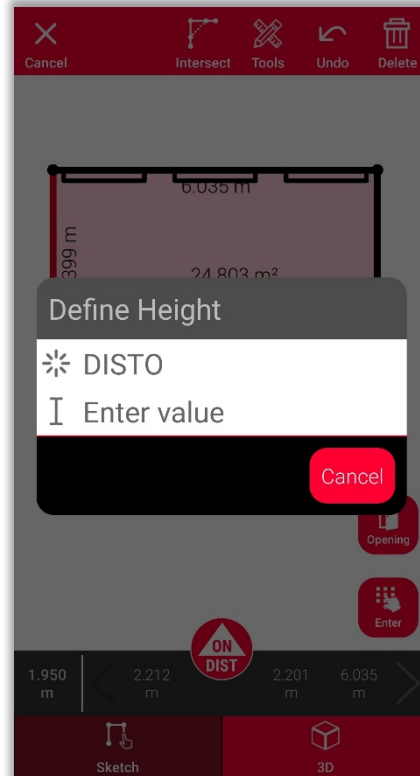 Cancel
Intersect
Tools
Undo
Delete
6.035 m
399 m
24.803 m²
Define Height
DISTO
Enter value
Cancel
Opening
Enter
ON
DIST
1.950 m
2.212 m
2.201 m
6.035 m
Sketch
3D